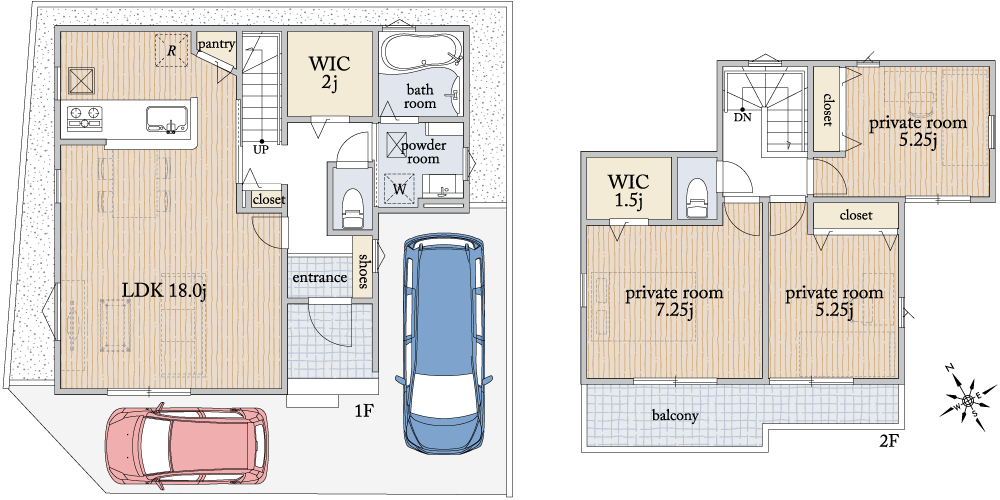 R
pantry
WIC
2j
bath
room
UP
powder
room
W
closet
LDK 18.0j
entrance
shoes
1F
DN
closet
private room
5.25j
WIC
1.5j
closet
private room
7.25j
private room
5.25j
balcony
2F
N
E
W
S